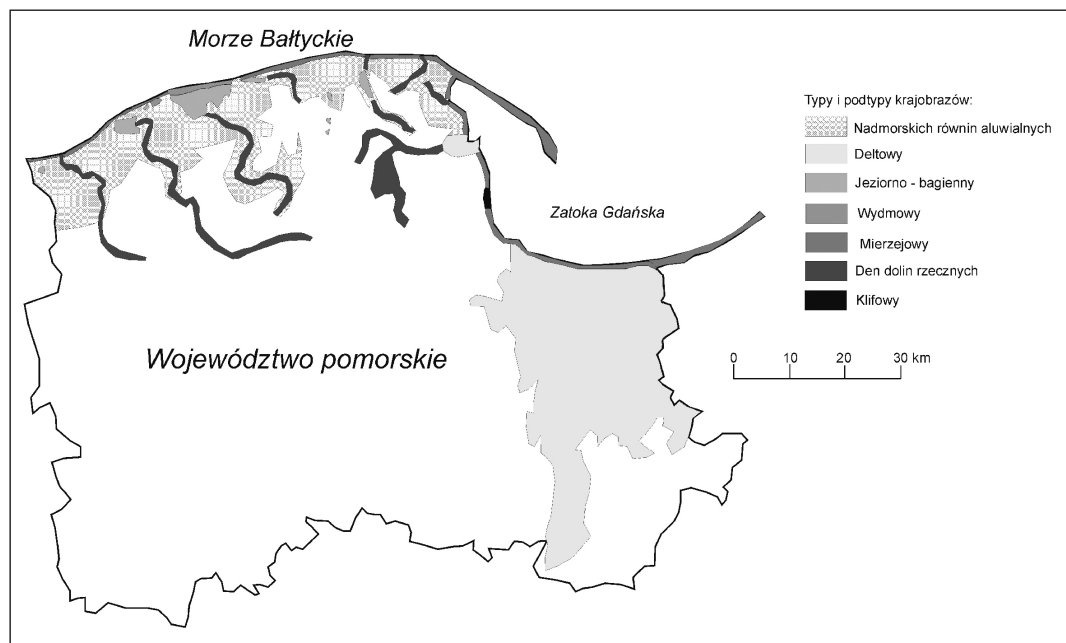 Morze Bałtyckie
Typy i podtypy krajobrazów:
Nadmorskich równin aluwialnych
Deltowy
Jeziorno - bagienny
Wydmowy
Mierzejowy
Den dolin rzecznych
Klifowy
Zatoka Gdańska
Województwo pomorskie
0 10 20 30 km